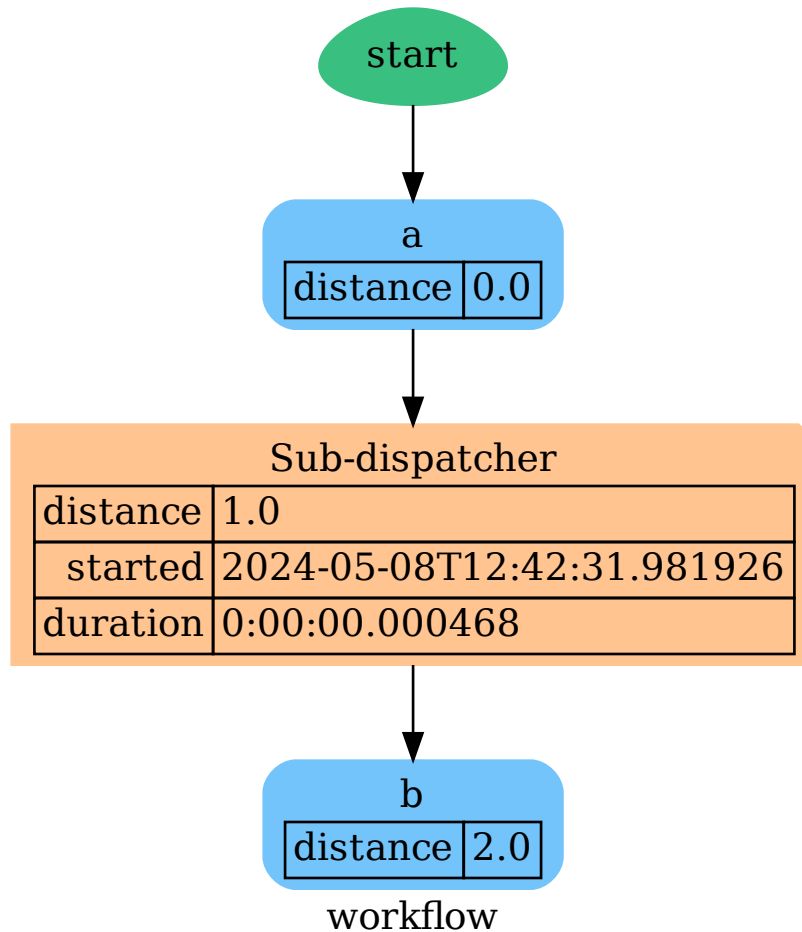 start
a
distance 0.0
Sub-dispatcher
distance 1.0
started 2024-05-08T12:42:31.981926
duration 0:00:00.000468
b
distance 2.0
workflow